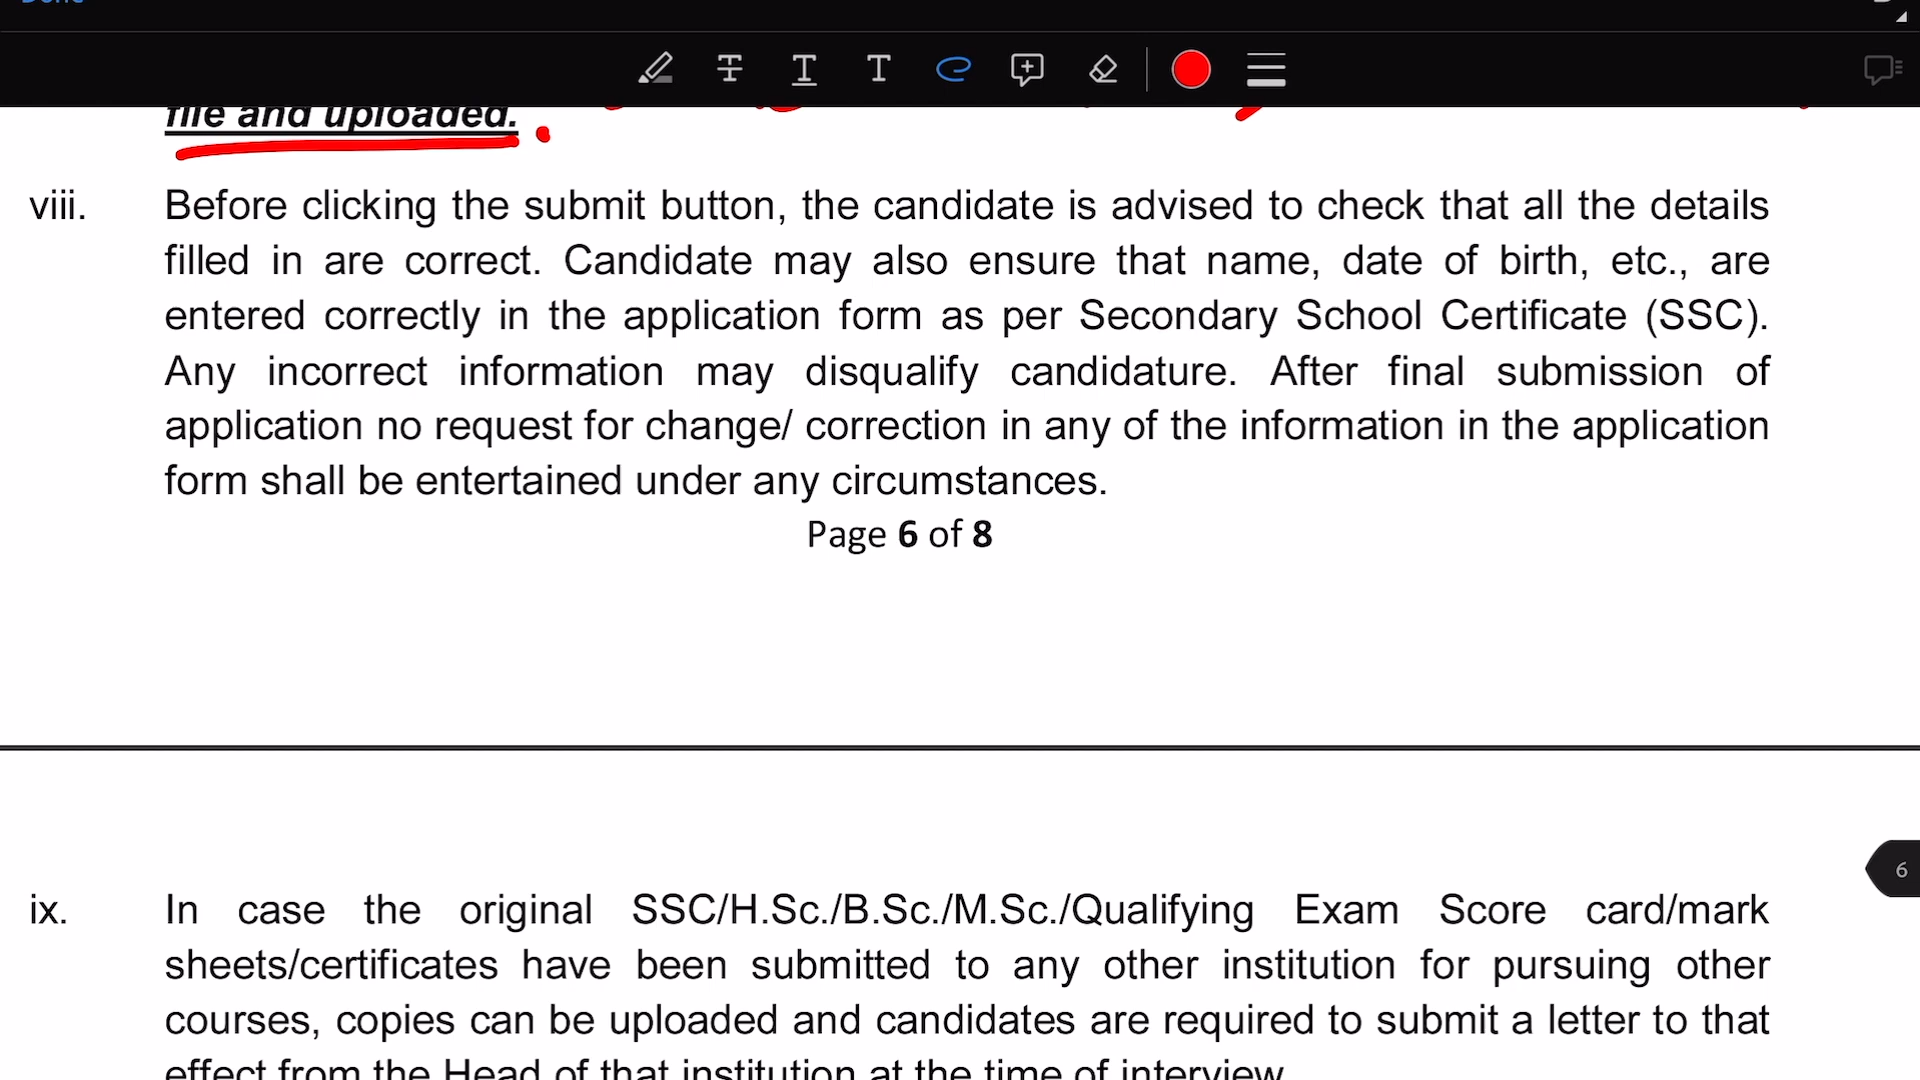 Done
T T T
file and uploaded.
viii. Before clicking the submit button, the candidate is advised to check that all the details
filled in are correct. Candidate may also ensure that name, date of birth, etc., are
entered correctly in the application form as per Secondary School Certificate (SSC).
Any incorrect information may disqualify candidature. After final submission of
application no request for change/ correction in any of the information in the application
form shall be entertained under any circumstances.
Page 6 of 8
6
ix. In case the original SSC/H.Sc./B.Sc./M.Sc./Qualifying Exam Score card/mark
sheets/certificates have been submitted to any other institution for pursuing other
courses, copies can be uploaded and candidates are required to submit a letter to that
effect from the Head of that institution at the time of interview.